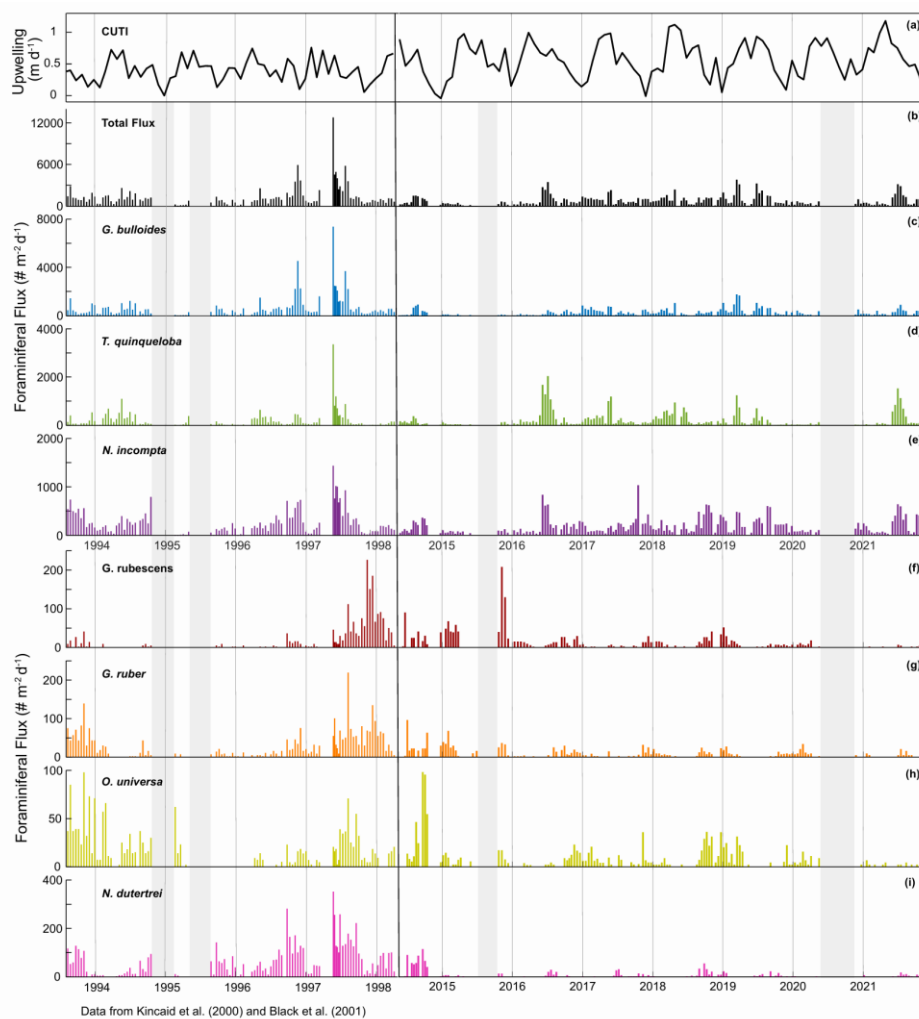 CUTI
(a)
Upwelling
(m d⁻¹)
1
0.5
0
Total Flux
(b)
12000
6000
0
G. bulloides
(c)
8000
4000
0
T. quinqueloba
(d)
4000
2000
0
N. incompta
(e)
2000
1000
0
Foraminiferal Flux (# m⁻² d⁻¹)
1994 1995 1996 1997 1998 2015 2016 2017 2018 2019 2020 2021
G. rubescens
(f)
200
100
0
G. ruber
(g)
200
100
0
O. universa
(h)
100
50
0
N. dutertrei
(i)
400
200
0
Foraminiferal Flux (# m⁻² d⁻¹)
1994 1995 1996 1997 1998 2015 2016 2017 2018 2019 2020 2021
Data from Kincaid et al. (2000) and Black et al. (2001)